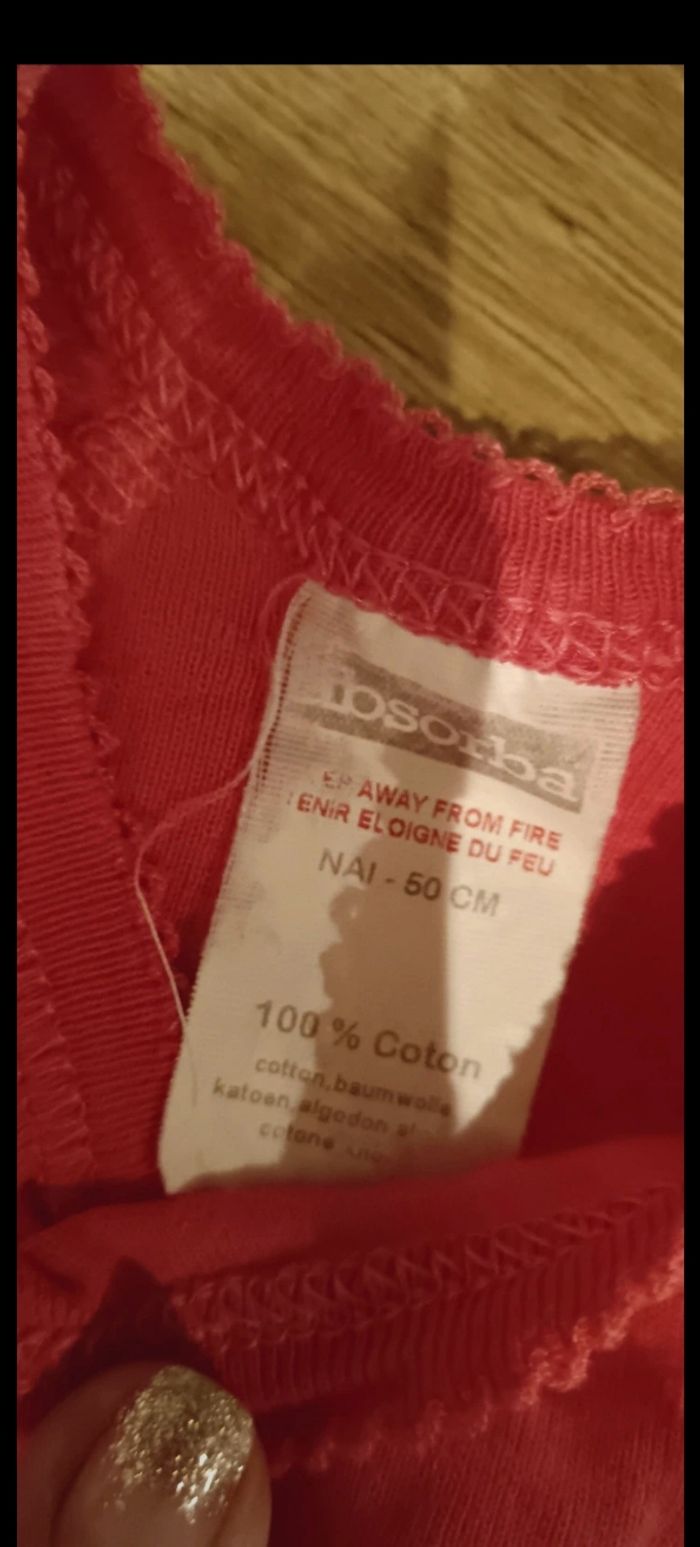 absorba
EP AWAY FROM FIRE
ENIR ELOIGNE DU FEU
NAI - 50 CM
100 % Coton
cotton,baumwolle
katoen,algodon
cotone